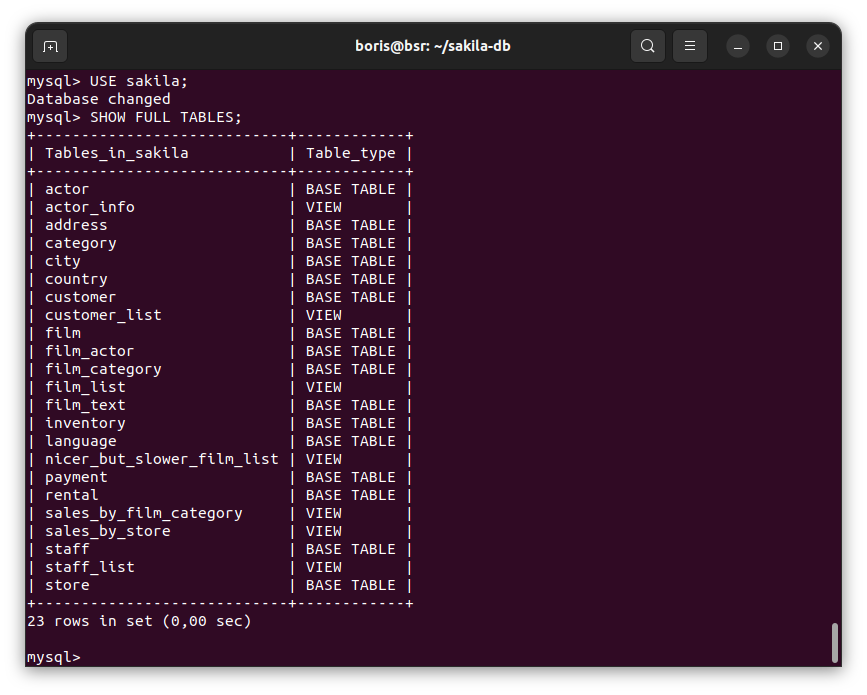 boris@bsr: ~/sakila-db
mysql> USE sakila;
Database changed
mysql> SHOW FULL TABLES;
+----------------------------+------------+
| Tables_in_sakila           | Table_type |
+----------------------------+------------+
| actor                      | BASE TABLE |
| actor_info                 | VIEW       |
| address                    | BASE TABLE |
| category                   | BASE TABLE |
| city                       | BASE TABLE |
| country                    | BASE TABLE |
| customer                   | BASE TABLE |
| customer_list              | VIEW       |
| film                       | BASE TABLE |
| film_actor                 | BASE TABLE |
| film_category              | BASE TABLE |
| film_list                  | VIEW       |
| film_text                  | BASE TABLE |
| inventory                  | BASE TABLE |
| language                   | BASE TABLE |
| nicer_but_slower_film_list | VIEW       |
| payment                    | BASE TABLE |
| rental                     | BASE TABLE |
| sales_by_film_category     | VIEW       |
| sales_by_store             | VIEW       |
| staff                      | BASE TABLE |
| staff_list                 | VIEW       |
| store                      | BASE TABLE |
+----------------------------+------------+
23 rows in set (0,00 sec)
mysql>